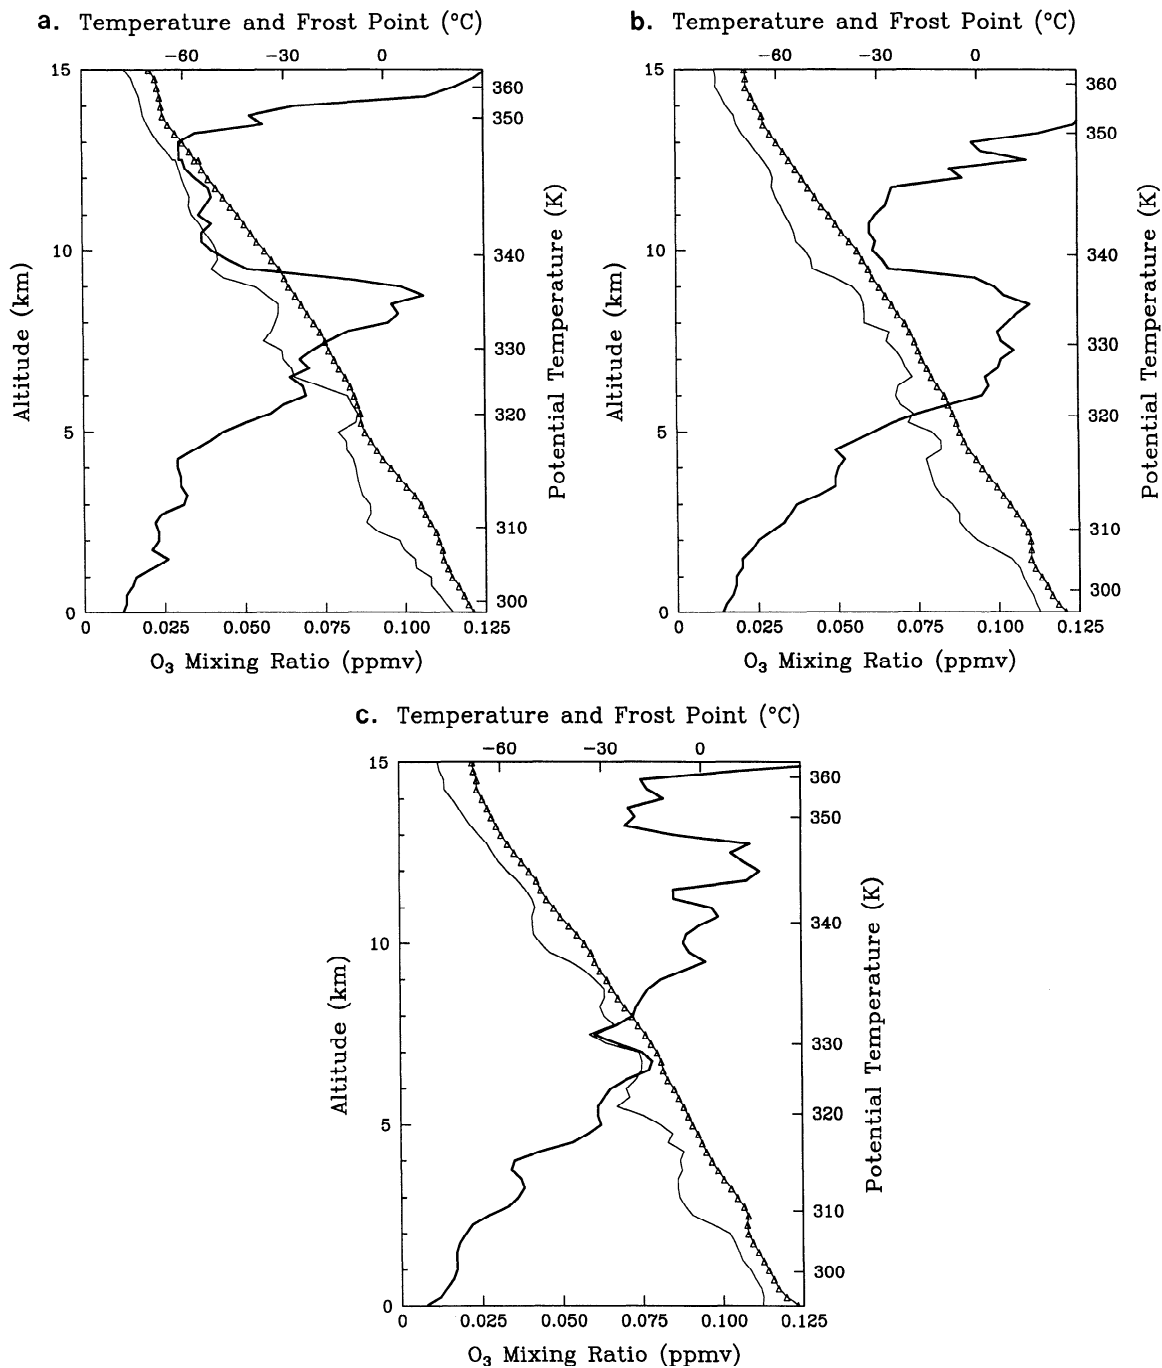 a. Temperature and Frost Point (°C)
−60 −30 0
15
10
5
0
Altitude (km)
360
350
340
330
320
310
300
Potential Temperature (K)
0 0.025 0.050 0.075 0.100 0.125
O₃ Mixing Ratio (ppmv)
b. Temperature and Frost Point (°C)
−60 −30 0
15
10
5
0
Altitude (km)
360
350
340
330
320
310
300
Potential Temperature (K)
0 0.025 0.050 0.075 0.100 0.125
O₃ Mixing Ratio (ppmv)
c. Temperature and Frost Point (°C)
−60 −30 0
15
10
5
0
Altitude (km)
360
350
340
330
320
310
300
Potential Temperature (K)
0 0.025 0.050 0.075 0.100 0.125
O₃ Mixing Ratio (ppmv)